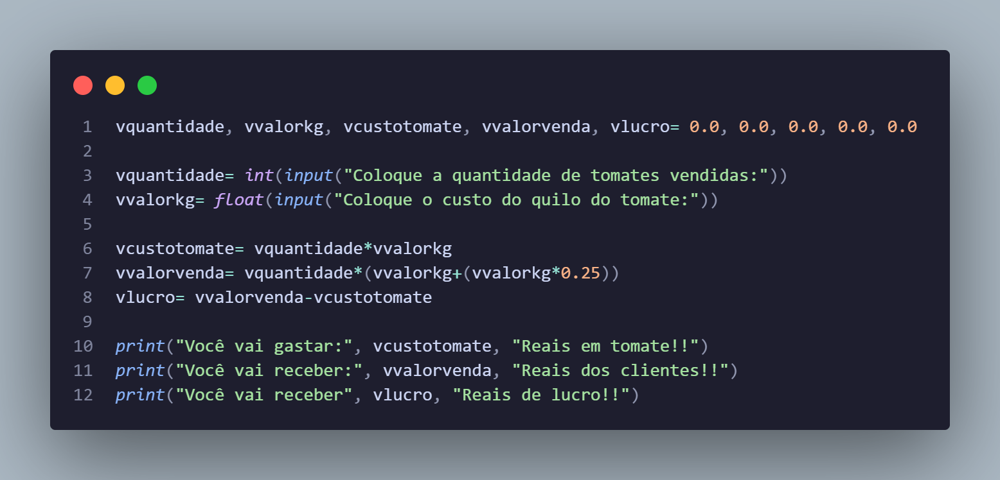 1 vquantidade, vvalorkg, vcustotomate, vvalorvenda, vlucro= 0.0, 0.0, 0.0, 0.0, 0.0
2
3 vquantidade= int(input("Coloque a quantidade de tomates vendidas:"))
4 vvalorkg= float(input("Coloque o custo do quilo do tomate:"))
5
6 vcustotomate= vquantidade*vvalorkg
7 vvalorvenda= vquantidade*(vvalorkg+(vvalorkg*0.25))
8 vlucro= vvalorvenda-vcustotomate
9
10 print("Você vai gastar:", vcustotomate, "Reais em tomate!!")
11 print("Você vai receber:", vvalorvenda, "Reais dos clientes!!")
12 print("Você vai receber", vlucro, "Reais de lucro!!")